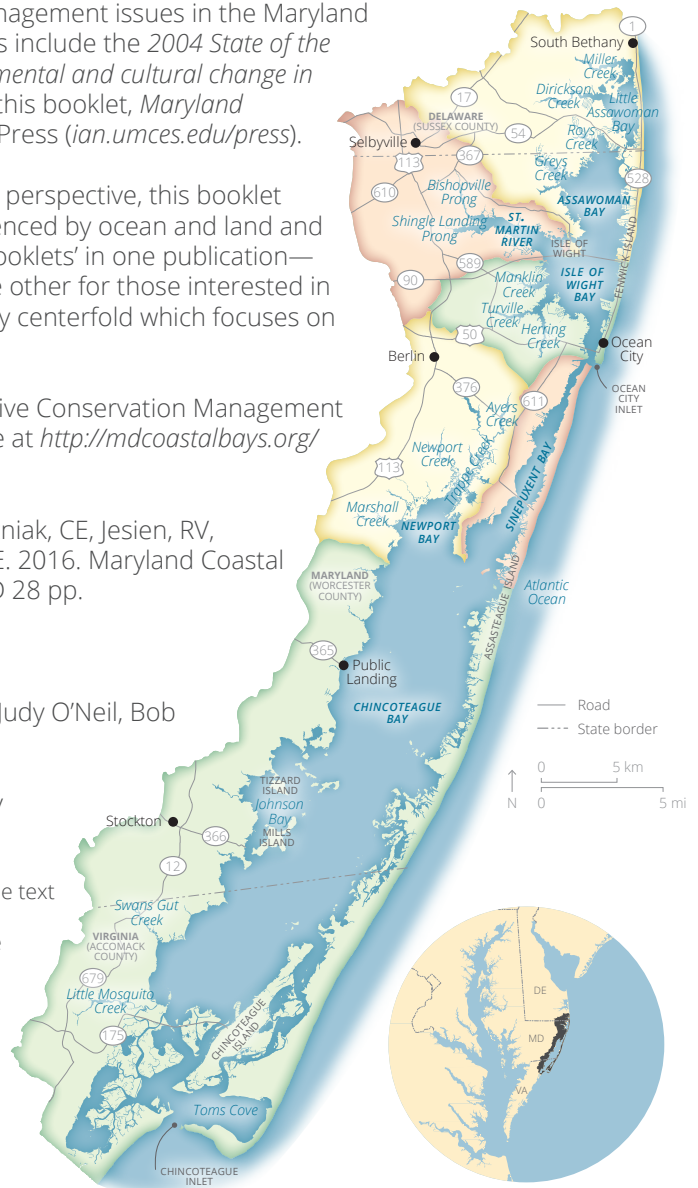 nagement issues in the Maryland
s include the 2004 State of the
mental and cultural change in
this booklet, Maryland
Press (ian.umces.edu/press).
perspective, this booklet
enced by ocean and land and
ooklets’ in one publication—
e other for those interested in
y centerfold which focuses on
ive Conservation Management
e at http://mdcoastalbays.org/
niak, CE, Jesien, RV,
E. 2016. Maryland Coastal
D 28 pp.
Judy O’Neil, Bob
y
e text
e
1
South Bethany
Miller
Creek
Dirickson
Creek
Little
Assawoman
Bay
17
DELAWARE
(SUSSEX COUNTY)
54
Roys
Creek
Selbyville
113
367
Greys
Creek
528
610
Bishopville
Prong
ASSAWOMAN
BAY
Shingle Landing
Prong
ST.
MARTIN
RIVER
ISLE OF
WIGHT
FENWICK ISLAND
589
90
Manklin
Creek
ISLE OF
WIGHT
BAY
Turville
Creek
Herring
Creek
50
Ocean
City
Berlin
OCEAN
CITY
INLET
376
611
Ayers
Creek
Newport
Creek
Trappe Creek
113
SINEPUXENT BAY
Marshall
Creek
NEWPORT
BAY
MARYLAND
(WORCESTER
COUNTY)
ASSATEAGUE ISLAND
Atlantic
Ocean
365
Public
Landing
CHINCOTEAGUE
BAY
Road
State border
0 5 km
N
0 5 mi
TIZZARD
ISLAND
Johnson
Bay
MILLS
ISLAND
Stockton
366
12
Swans Gut
Creek
VIRGINIA
(ACCOMACK
COUNTY)
679
Little Mosquito
Creek
175
CHINCOTEAGUE
ISLAND
Toms Cove
CHINCOTEAGUE
INLET
DE
MD
VA